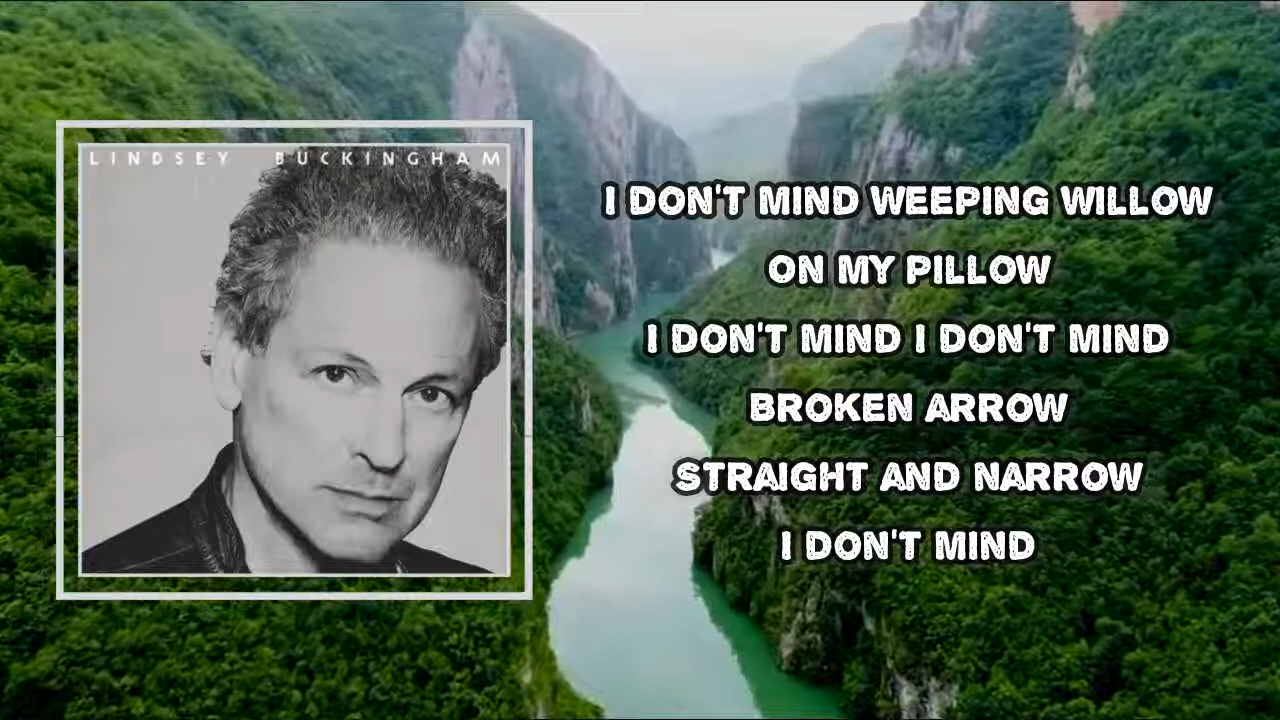 LINDSEY BUCKINGHAM
I DON'T MIND WEEPING WILLOW
ON MY PILLOW
I DON'T MIND I DON'T MIND
BROKEN ARROW
STRAIGHT AND NARROW
I DON'T MIND